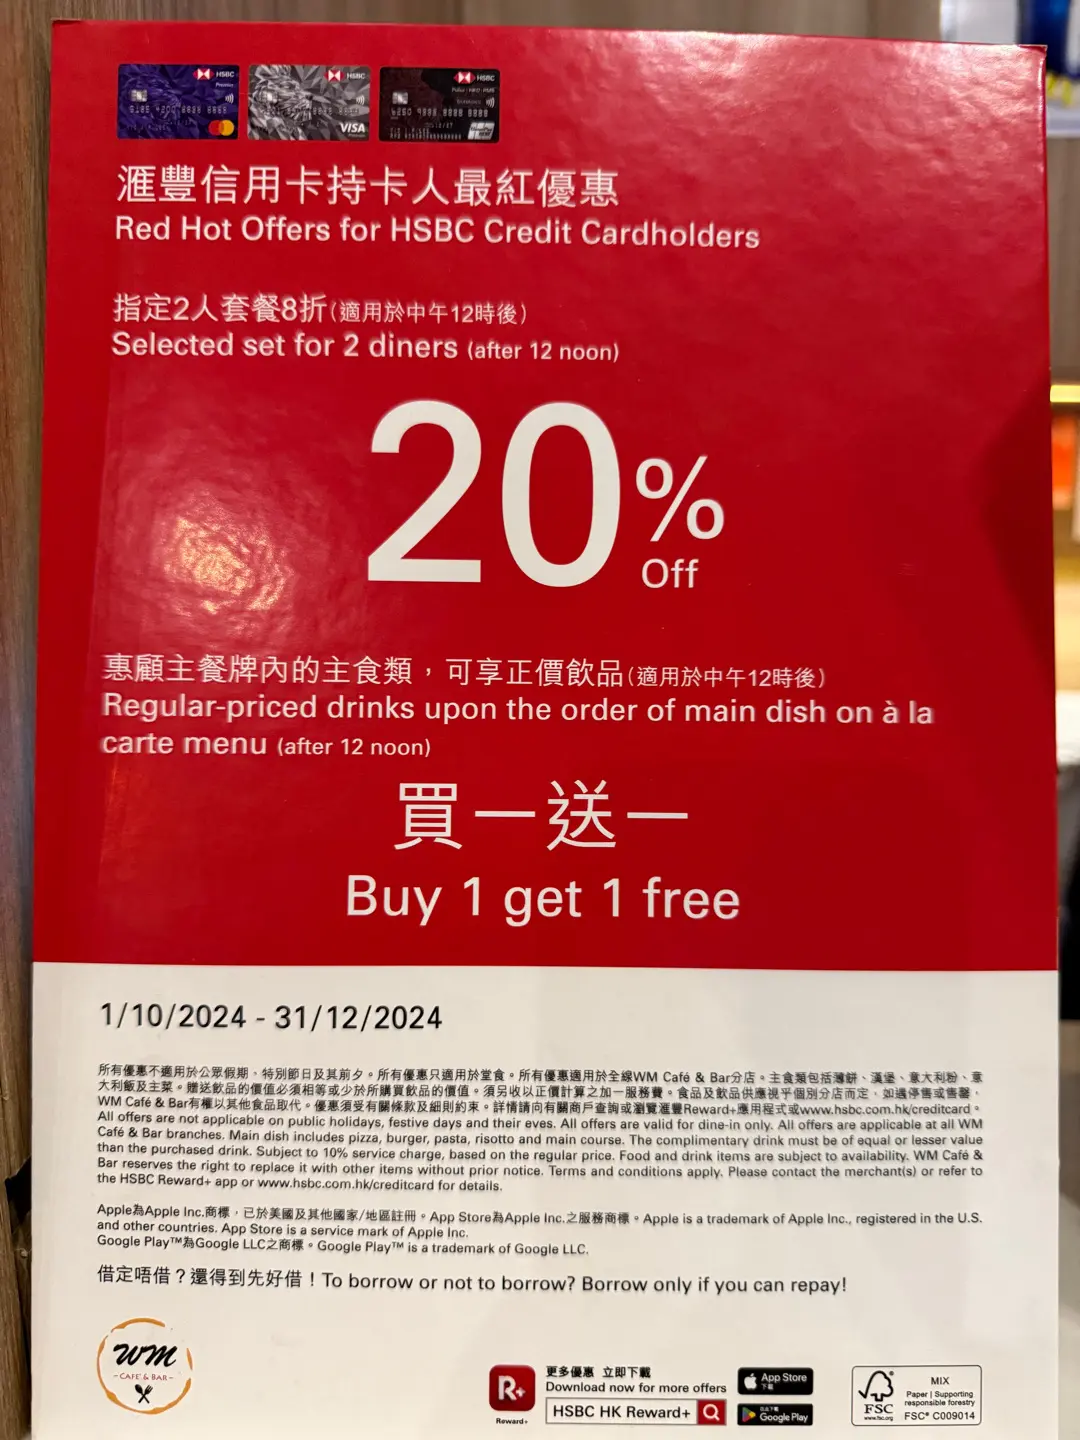 滙豐信用卡持卡人最紅優惠
Red Hot Offers for HSBC Credit Cardholders
指定2人套餐8折(適用於中午12時後)
Selected set for 2 diners (after 12 noon)
20%
Off
惠顧主餐牌內的主食類，可享正價飲品(適用於中午12時後)
Regular-priced drinks upon the order of main dish on à la
carte menu (after 12 noon)
買一送一
Buy 1 get 1 free
1/10/2024 - 31/12/2024
所有優惠不適用於公眾假期，特別節日及其前夕。所有優惠只適用於堂食。所有優惠適用於全線WM Café & Bar分店。主食類包括薄餅、漢堡、意大利粉、意
大利飯及主菜。贈送飲品的價值必須相等或少於所購買飲品的價值。須另收以正價計算之加一服務費。食品及飲品供應視乎個別分店而定，如遇停售或售罄，
WM Café & Bar有權以其他食品取代。優惠須受有關條款及細則約束。詳情請向有關商戶查詢或瀏覽滙豐Reward+應用程式或www.hsbc.com.hk/creditcard。
All offers are not applicable on public holidays, festive days and their eves. All offers are valid for dine-in only. All offers are applicable at all WM
Café & Bar branches. Main dish includes pizza, burger, pasta, risotto and main course. The complimentary drink must be of equal or lesser value
than the purchased drink. Subject to 10% service charge, based on the regular price. Food and drink items are subject to availability. WM Café &
Bar reserves the right to replace it with other items without prior notice. Terms and conditions apply. Please contact the merchant(s) or refer to
the HSBC Reward+ app or www.hsbc.com.hk/creditcard for details.
Apple為Apple Inc.商標，已於美國及其他國家/地區註冊。App Store為Apple Inc.之服務商標。Apple is a trademark of Apple Inc., registered in the U.S.
and other countries. App Store is a service mark of Apple Inc.
Google Play™為Google LLC之商標。Google Play™ is a trademark of Google LLC.
借定唔借？還得到先好借！To borrow or not to borrow? Borrow only if you can repay!
WM
CAFE & BAR
R+
Reward+
更多優惠 立即下載
Download now for more offers
HSBC HK Reward+
App Store
下載
Google Play
FSC
www.fsc.org
MIX
Paper | Supporting
responsible forestry
FSC® C009014
HSBC
Premier
HSBC
VISA
HSBC